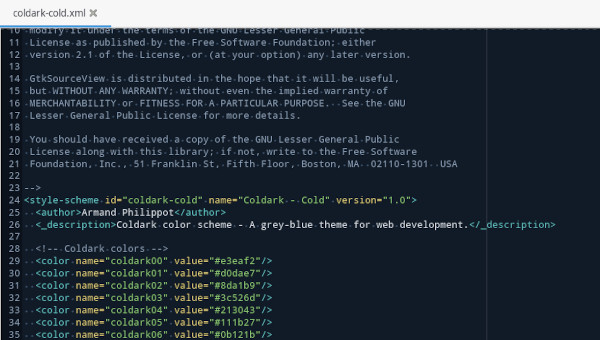 coldark-cold.xml
10 modify it under the terms of the GNU Lesser General Public
11 License as published by the Free Software Foundation; either
12 version 2.1 of the License, or (at your option) any later version.
13
14 GtkSourceView is distributed in the hope that it will be useful,
15 but WITHOUT ANY WARRANTY; without even the implied warranty of
16 MERCHANTABILITY or FITNESS FOR A PARTICULAR PURPOSE.  See the GNU
17 Lesser General Public License for more details.
18
19 You should have received a copy of the GNU Lesser General Public
20 License along with this library; if not, write to the Free Software
21 Foundation, Inc., 51 Franklin St, Fifth Floor, Boston, MA  02110-1301  USA
22
23 -->
24 <style-scheme id="coldark-cold" name="Coldark - Cold" version="1.0">
25   <author>Armand Philippot</author>
26   <_description>Coldark color scheme - A grey-blue theme for web development.</_description>
27
28   <!-- Coldark colors -->
29   <color name="coldark00" value="#e3eaf2"/>
30   <color name="coldark01" value="#d0dae7"/>
31   <color name="coldark02" value="#8da1b9"/>
32   <color name="coldark03" value="#3c526d"/>
33   <color name="coldark04" value="#213043"/>
34   <color name="coldark05" value="#111b27"/>
35   <color name="coldark06" value="#0b121b"/>